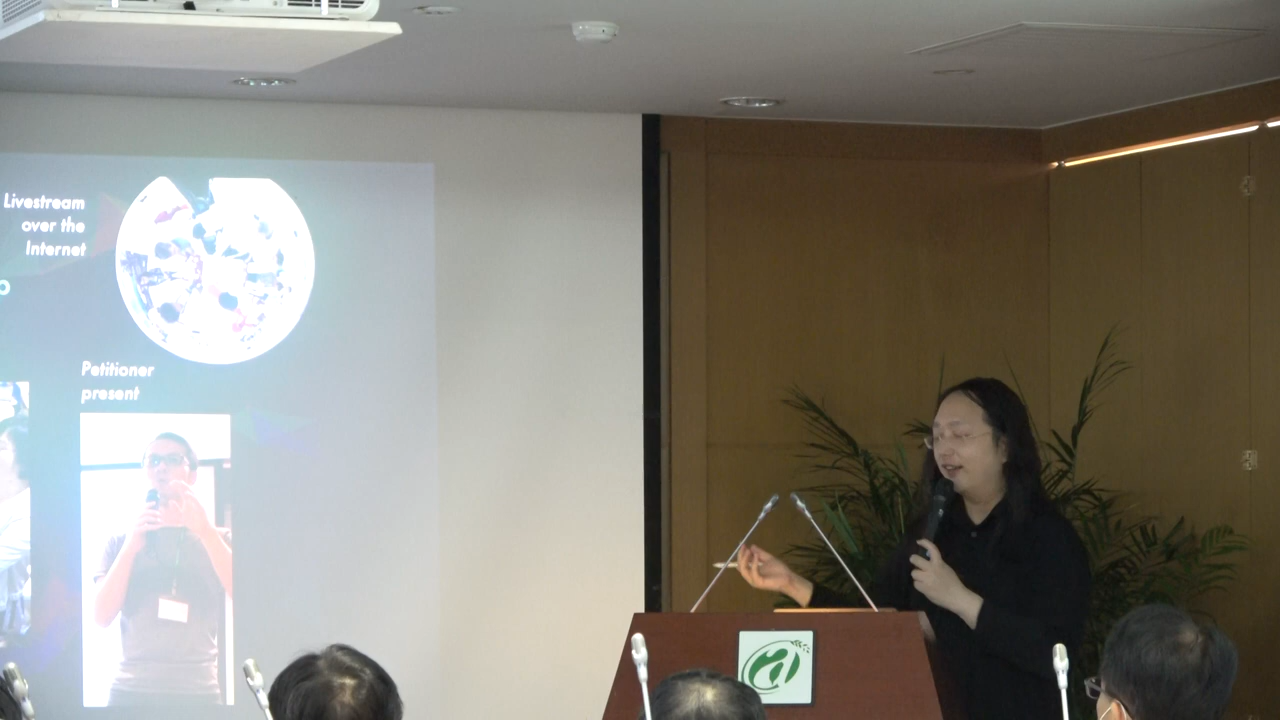 Livestream
over the
Internet
Petitioner
present